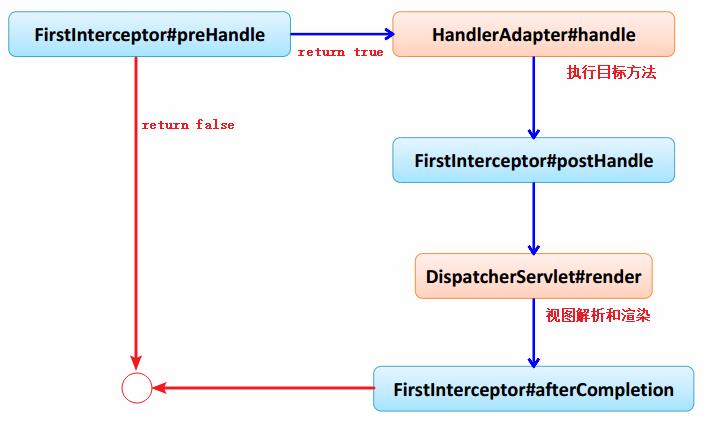 FirstInterceptor#preHandle
HandlerAdapter#handle
return true
执行目标方法
return false
FirstInterceptor#postHandle
DispatcherServlet#render
视图解析和渲染
FirstInterceptor#afterCompletion